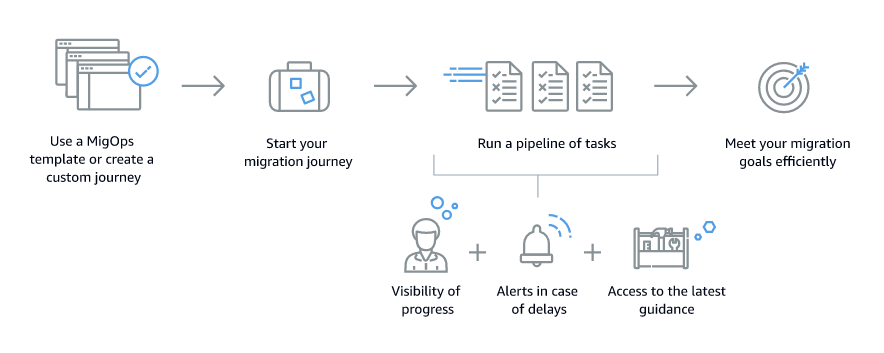 Use a MigOps
template or create a
custom journey
Start your
migration journey
Run a pipeline of tasks
Meet your migration
goals efficiently
Visibility of
progress
Alerts in case
of delays
Access to the latest
guidance